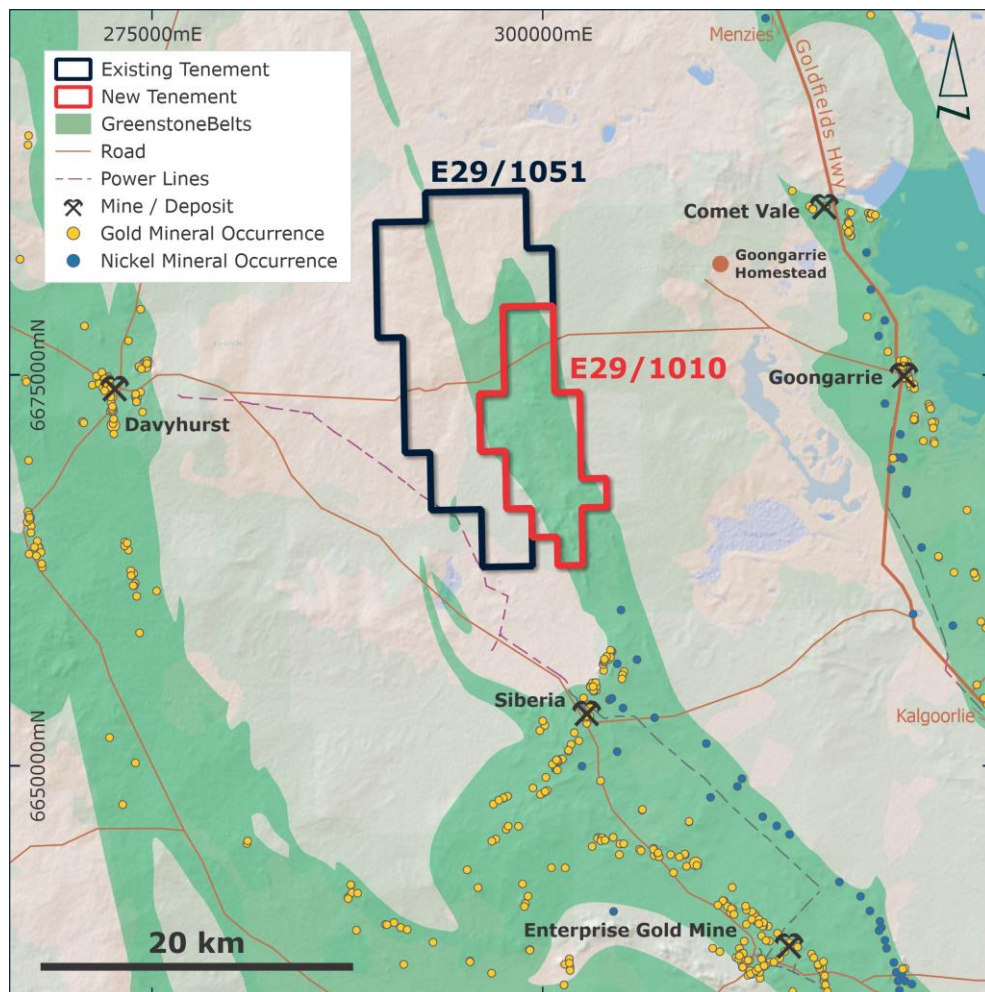 275000mE
300000mE
Menzies
Existing Tenement
New Tenement
GreenstoneBelts
Road
Power Lines
Mine / Deposit
Gold Mineral Occurrence
Nickel Mineral Occurrence
Goldfields Hwy
N
E29/1051
Comet Vale
Goongarrie
Homestead
6675000mN
E29/1010
Goongarrie
Davyhurst
Siberia
Kalgoorlie
6650000mN
Enterprise Gold Mine
20 km